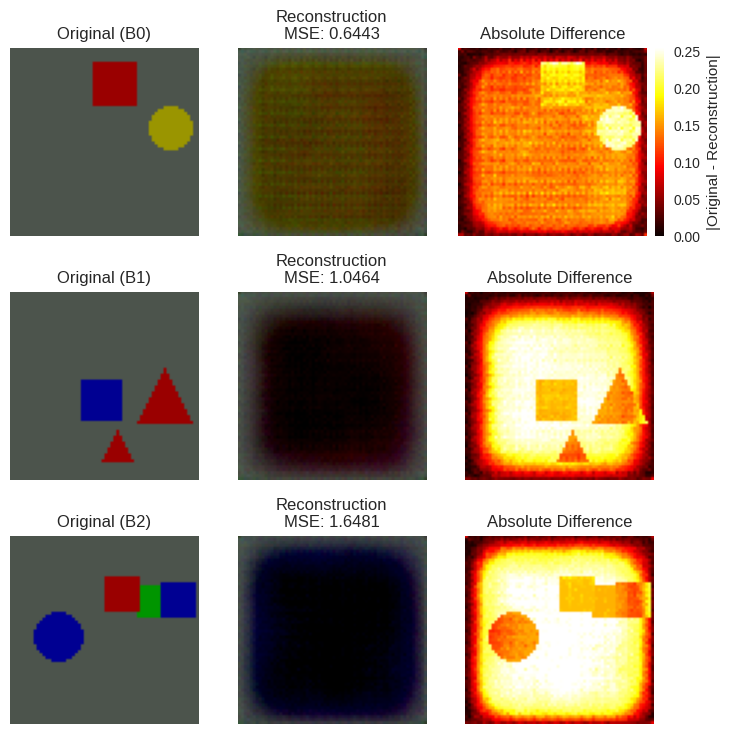 Original (B0)
Reconstruction
MSE: 0.6443
Absolute Difference
0.25
0.20
0.15
0.10
0.05
0.00
|Original - Reconstruction|
Original (B1)
Reconstruction
MSE: 1.0464
Absolute Difference
Original (B2)
Reconstruction
MSE: 1.6481
Absolute Difference